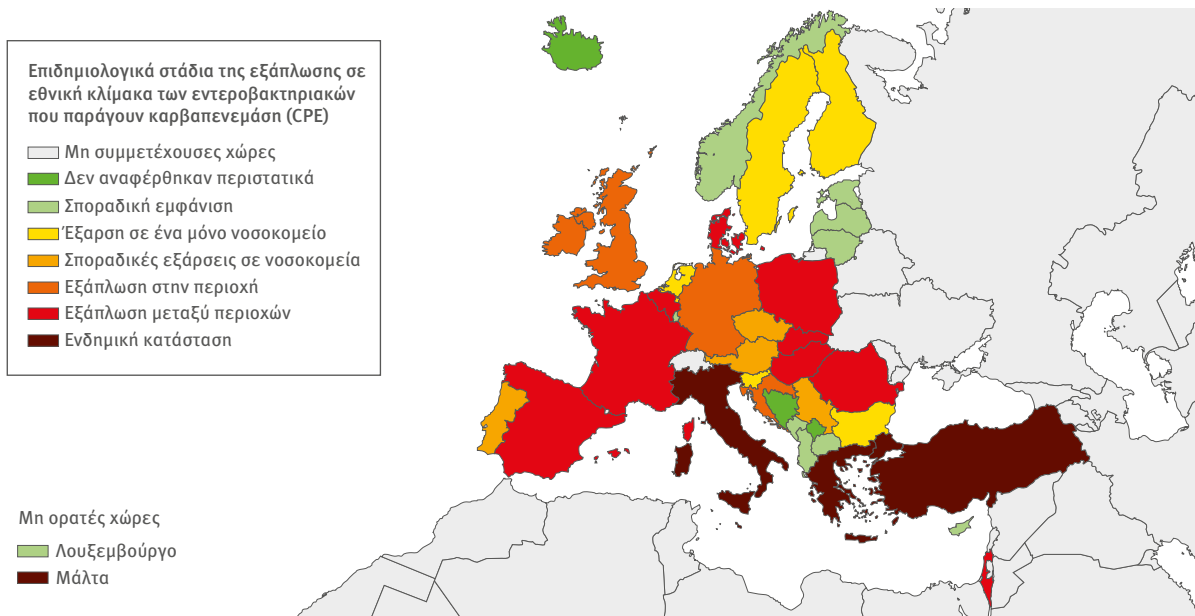 Επιδημιολογικά στάδια της εξάπλωσης σε
εθνική κλίμακα των εντεροβακτηριακών
που παράγουν καρβαπενεμάση (CPE)
Μη συμμετέχουσες χώρες
Δεν αναφέρθηκαν περιστατικά
Σποραδική εμφάνιση
Έξαρση σε ένα μόνο νοσοκομείο
Σποραδικές εξάρσεις σε νοσοκομεία
Εξάπλωση στην περιοχή
Εξάπλωση μεταξύ περιοχών
Ενδημική κατάσταση
Μη ορατές χώρες
Λουξεμβούργο
Μάλτα